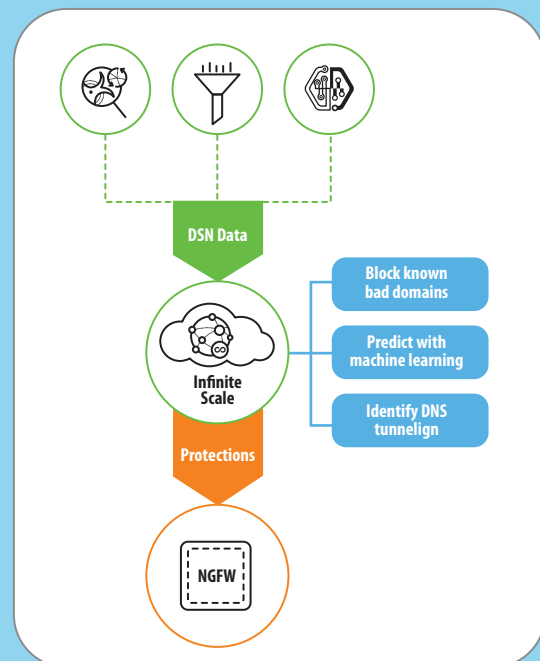 DSN Data
Block known
bad domains
Infinite
Scale
Predict with
machine learning
Identify DNS
tunnelign
Protections
NGFW